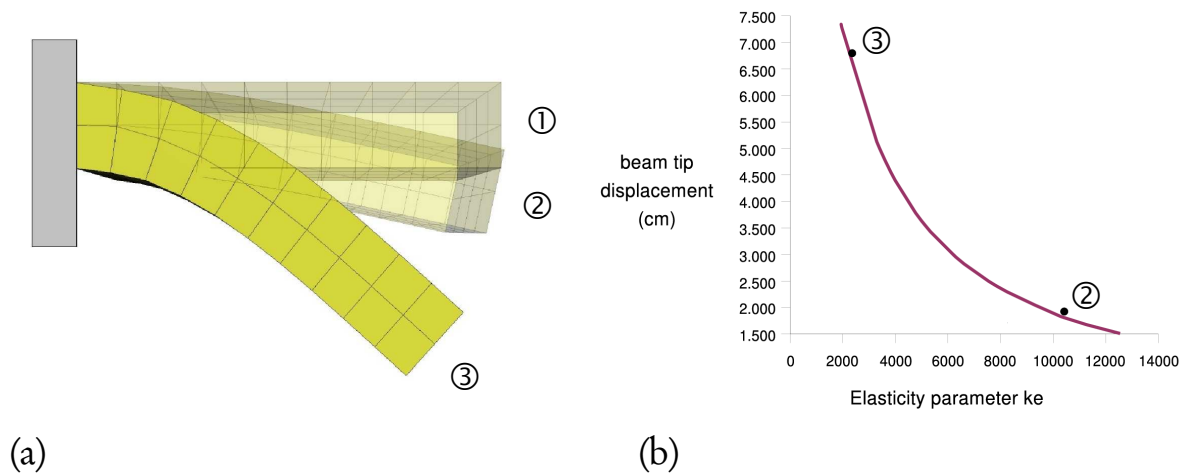 ①
②
③
(a)
7.500
7.000
6.500
6.000
5.500
5.000
4.500
4.000
3.500
3.000
2.500
2.000
1.500
beam tip
displacement
(cm)
③
②
0 2000 4000 6000 8000 10000 12000 14000
Elasticity parameter ke
(b)